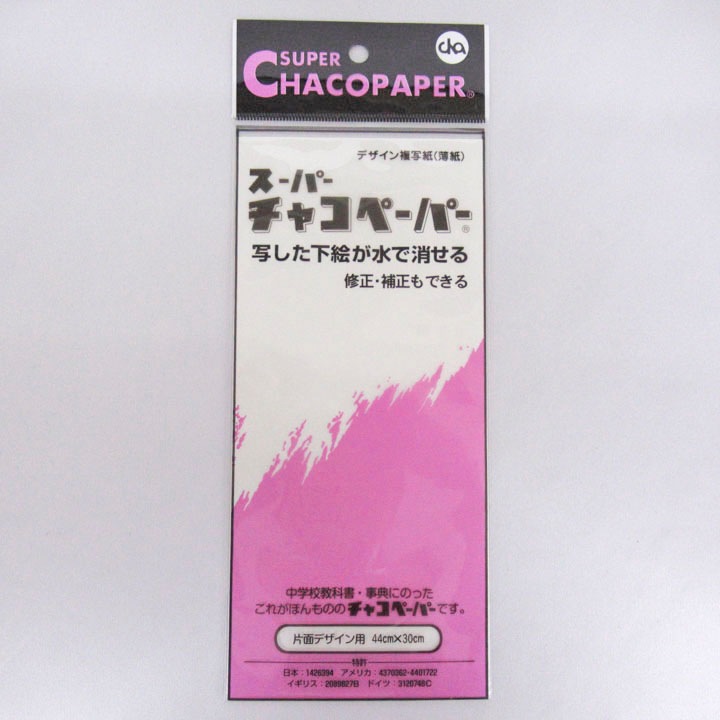 SUPER
CHACOPAPER®
cka
デザイン複写紙(薄紙)
スーパー
チャコペーパー®
写した下絵が水で消せる
修正・補正もできる
中学校教科書・事典にのった
これがほんもののチャコペーパーです。
片面デザイン用 44cm×30cm
特許
日本:1426394 アメリカ:4370362-4401722
イギリス:2089827B ドイツ:3120748C